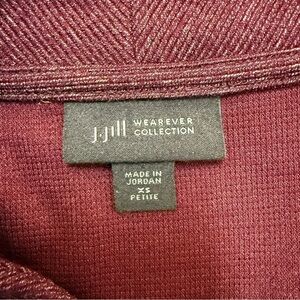 J.Jill WEAREVER
COLLECTION
MADE IN
JORDAN
XS
PETITE